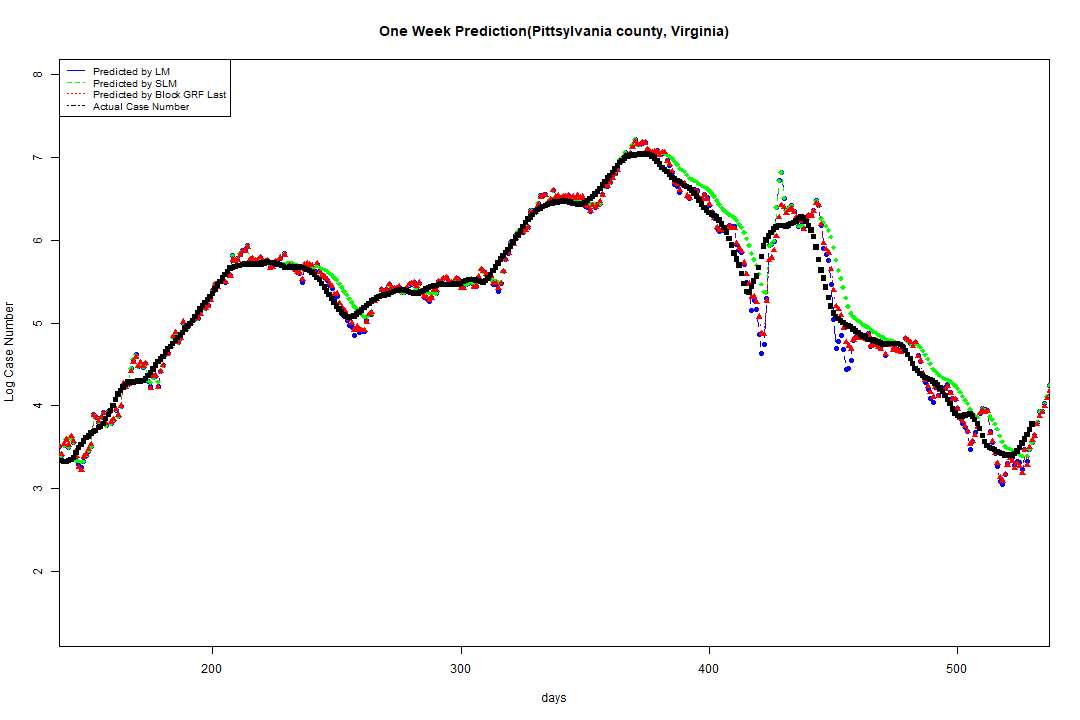 One Week Prediction(Pittsylvania county, Virginia)
Predicted by LM
Predicted by SLM
Predicted by Block GRF Last
Actual Case Number
8
7
6
5
4
3
2
Log Case Number
200 300 400 500
days